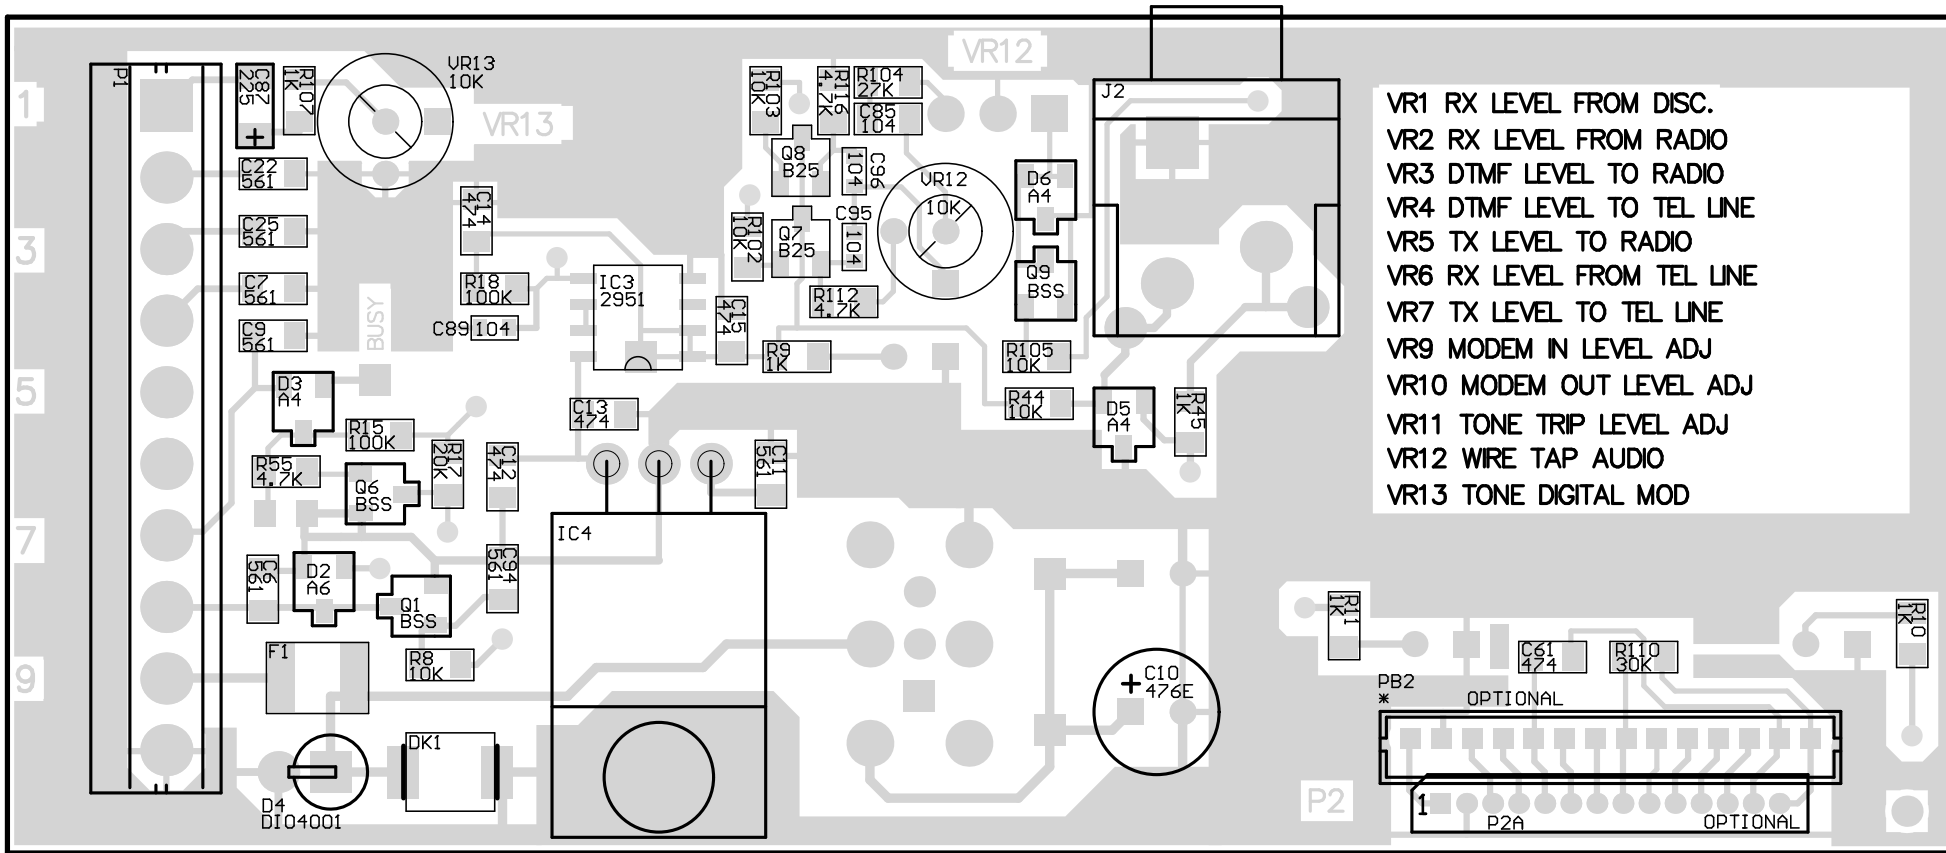 1
3
5
7
9
P1
C87
225
+
R107
1K
VR13
10K
VR13
C22
561
C25
561
C7
561
C9
561
BUSY
C14
474
R18
100K
C89 104
IC3
2951
C15
474
R103
10K
R116
4.7K
R104
27K
C85
104
VR12
Q8
B25
104
C96
R102
10K
Q7
B25
C95
104
VR12
10K
R112
4.7K
R9
1K
D6
A4
Q9
BSS
J2
R105
10K
R44
10K
D5
A4
R45
1K
D3
A4
R15
100K
R55
4.7K
R17
20K
Q6
BSS
C12
474
C13
474
C11
561
C6
561
D2
A6
Q1
BSS
C94
561
F1
R8
10K
IC4
DK1
D4
DIO4001
+
C10
476E
VR1 RX LEVEL FROM DISC.
VR2 RX LEVEL FROM RADIO
VR3 DTMF LEVEL TO RADIO
VR4 DTMF LEVEL TO TEL LINE
VR5 TX LEVEL TO RADIO
VR6 RX LEVEL FROM TEL LINE
VR7 TX LEVEL TO TEL LINE
VR9 MODEM IN LEVEL ADJ
VR10 MODEM OUT LEVEL ADJ
VR11 TONE TRIP LEVEL ADJ
VR12 WIRE TAP AUDIO
VR13 TONE DIGITAL MOD
R11
1K
C61
474
R110
30K
R10
1K
PB2
*
OPTIONAL
P2
1
P2A
OPTIONAL